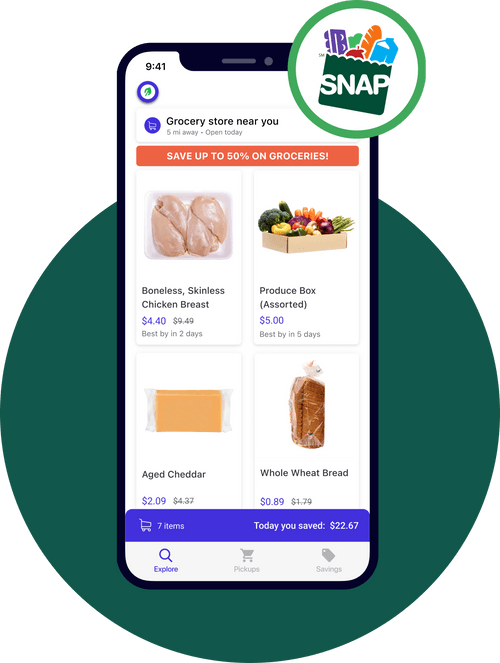 9:41
SM
SNAP
Grocery store near you
5 mi away • Open today
SAVE UP TO 50% ON GROCERIES!
Boneless, Skinless
Chicken Breast
$4.40 $9.49
Best by in 2 days
Produce Box
(Assorted)
$5.00
Best by in 5 days
Aged Cheddar
$2.09 $4.37
Whole Wheat Bread
$0.89 $1.79
7 items
Today you saved: $22.67
Explore
Pickups
Savings